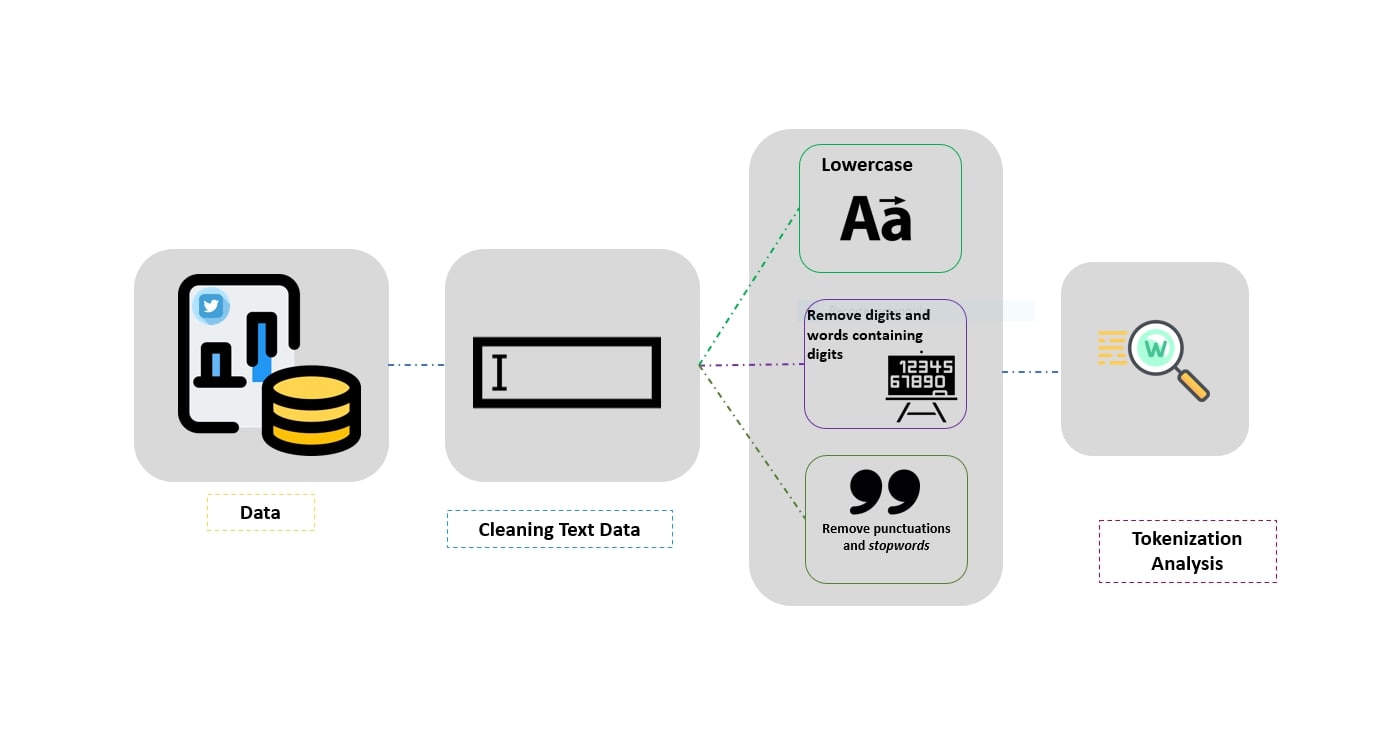 Data
Cleaning Text Data
Lowercase
Aa
Remove digits and
words containing
digits
12345
67890
Remove punctuations
and stopwords
W
Tokenization
Analysis